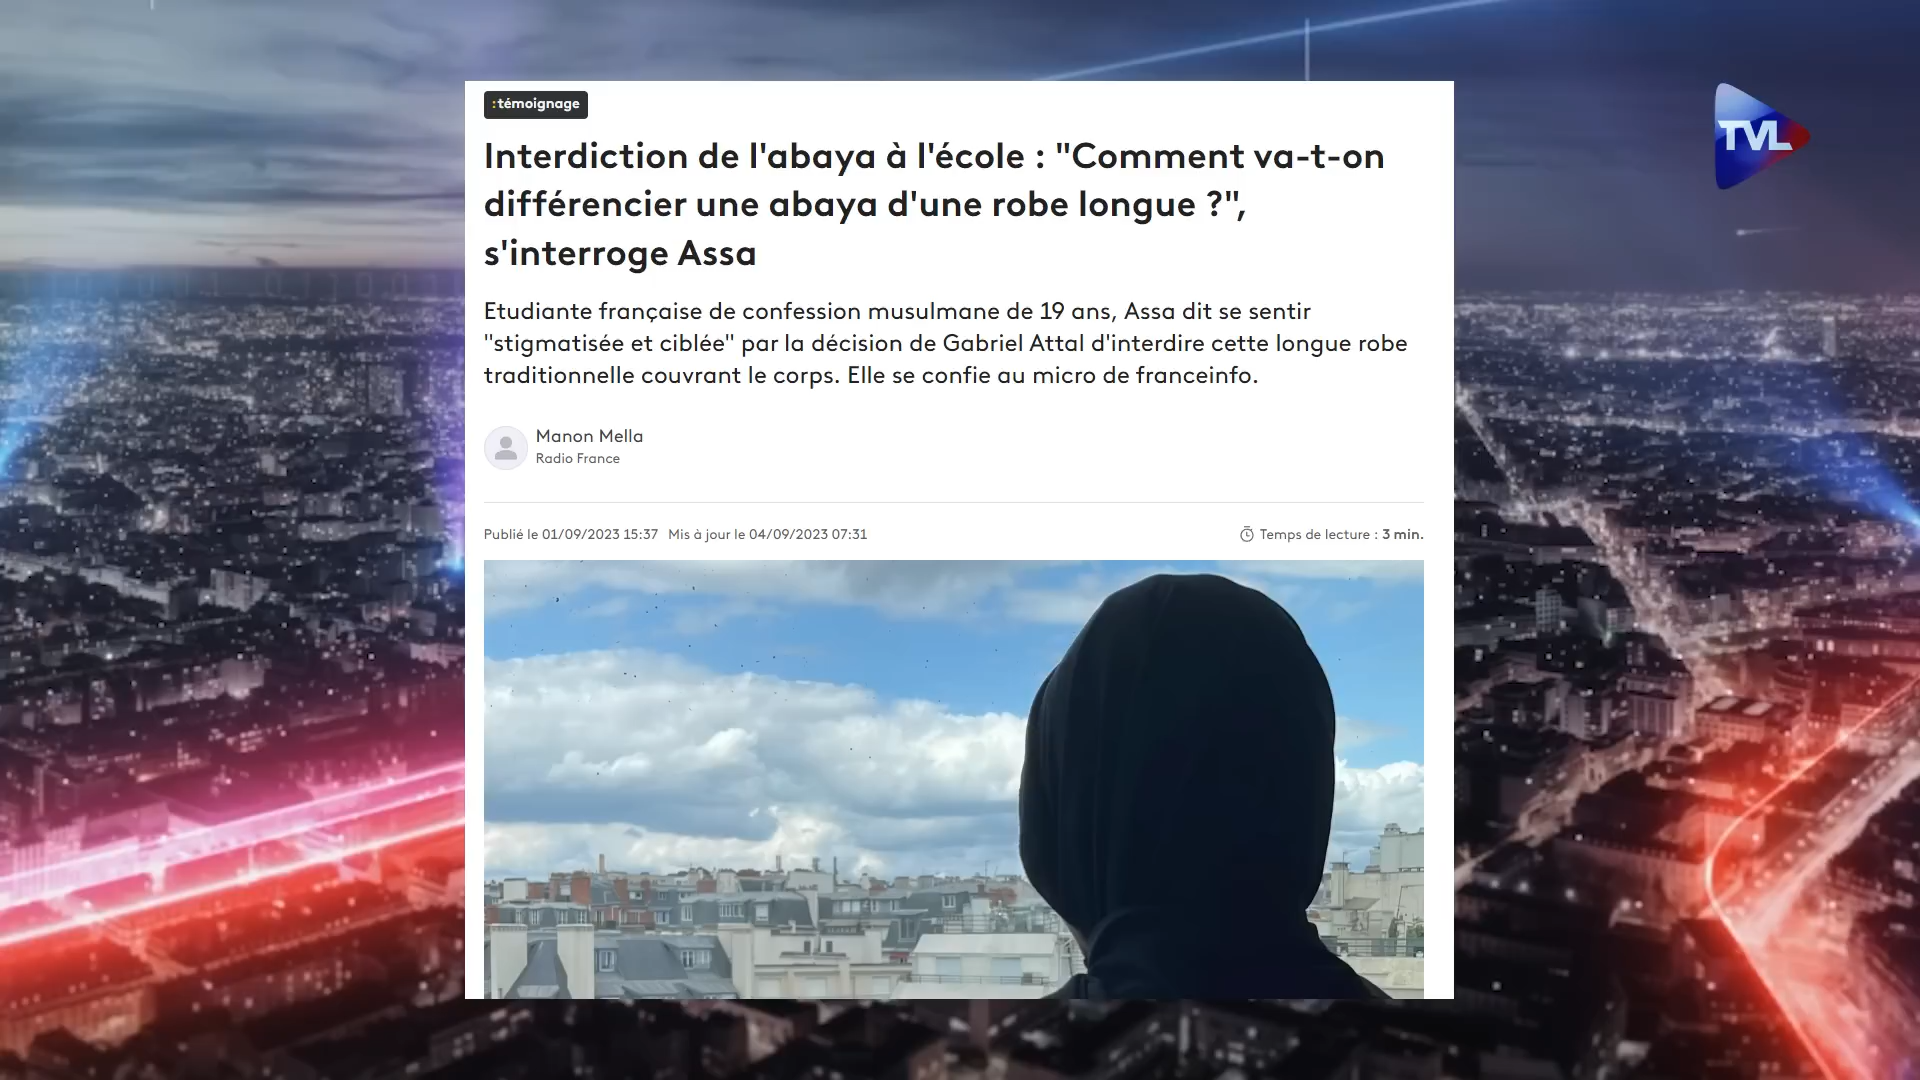 :témoignage
Interdiction de l'abaya à l'école : "Comment va-t-on
différencier une abaya d'une robe longue ?",
s'interroge Assa
Etudiante française de confession musulmane de 19 ans, Assa dit se sentir
"stigmatisée et ciblée" par la décision de Gabriel Attal d'interdire cette longue robe
traditionnelle couvrant le corps. Elle se confie au micro de franceinfo.
Manon Mella
Radio France
Publié le 01/09/2023 15:37 Mis à jour le 04/09/2023 07:31
Temps de lecture : 3 min.
TVL